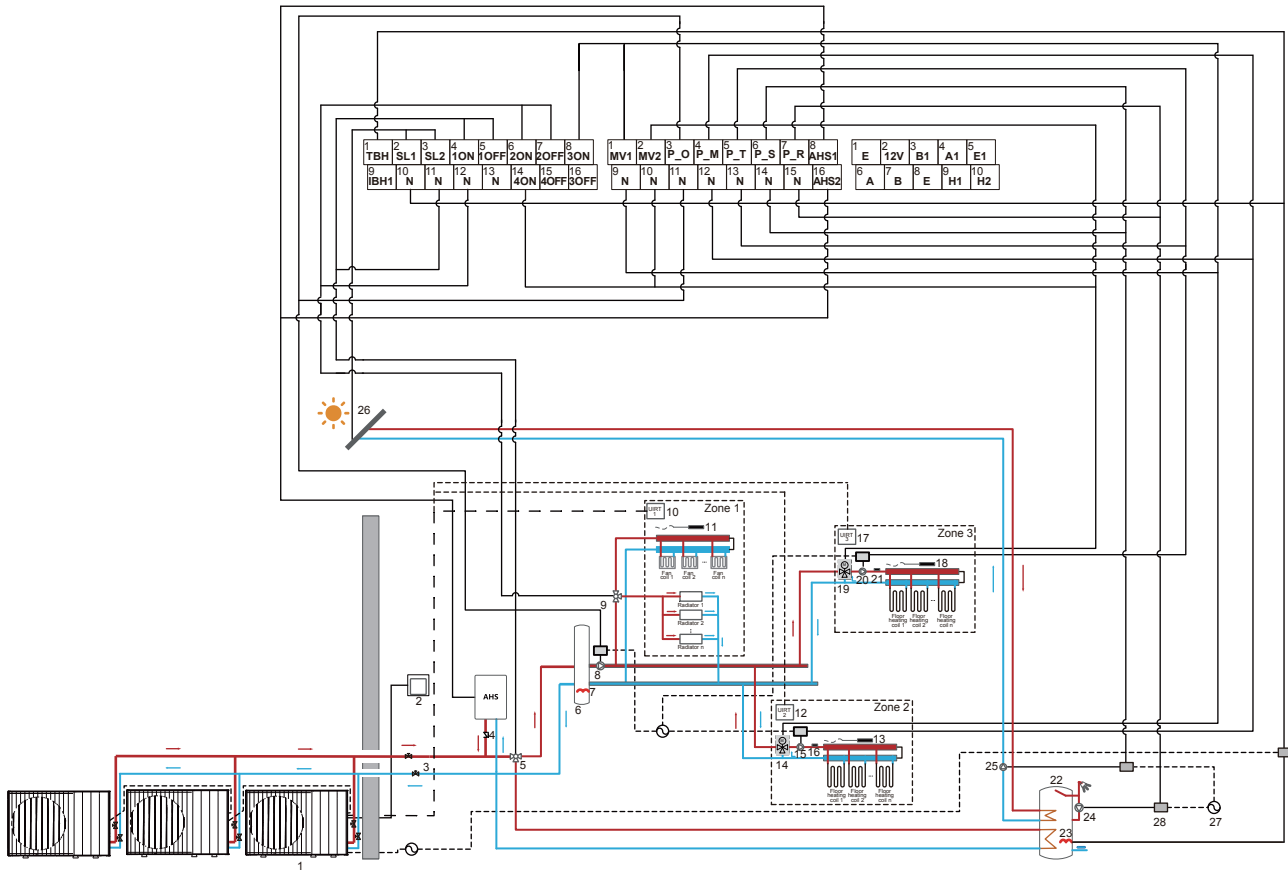 1 2 3 4 5 6 7 8
TBH SL1 SL2 1ON 1OFF 2ON 2OFF 3ON
9 10 11 12 13 14 15 16
IBH1 N N N N 4ON 4OFF 3OFF
1 2 3 4 5 6 7 8
MV1 MV2 P_O P_M P_T P_S P_R AHS1
9 10 11 12 13 14 15 16
N N N N N N N AHS2
1 2 3 4 5
E 12V B1 A1 E1
6 7 8 9 10
A B E H1 H2
26
UIRT
1
10
Zone 1
11
Fan
coil 1
Fan
coil 2
...
Fan
coil n
9
Radiator 1
Radiator 2
Radiator n
UIRT
3
17
Zone 3
18
19
20
21
Floor
heating
coil 1
Floor
heating
coil 2
...
Floor
heating
coil n
8
7
6
2
AHS
4
5
3
UIRT
2
12
Zone 2
13
14
15
16
Floor
heating
coil 1
Floor
heating
coil 2
...
Floor
heating
coil n
25
22
24
28
27
23
1